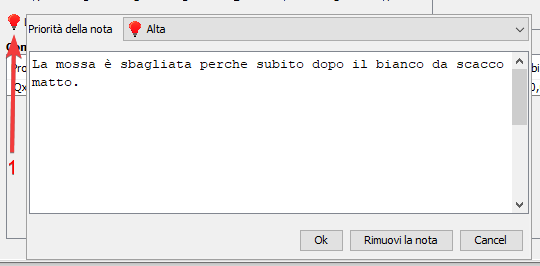 Priorità della nota
Alta
La mossa è sbagliata perche subito dopo il bianco da scacco
matto.
Ok
Rimuovi la nota
Cancel
1